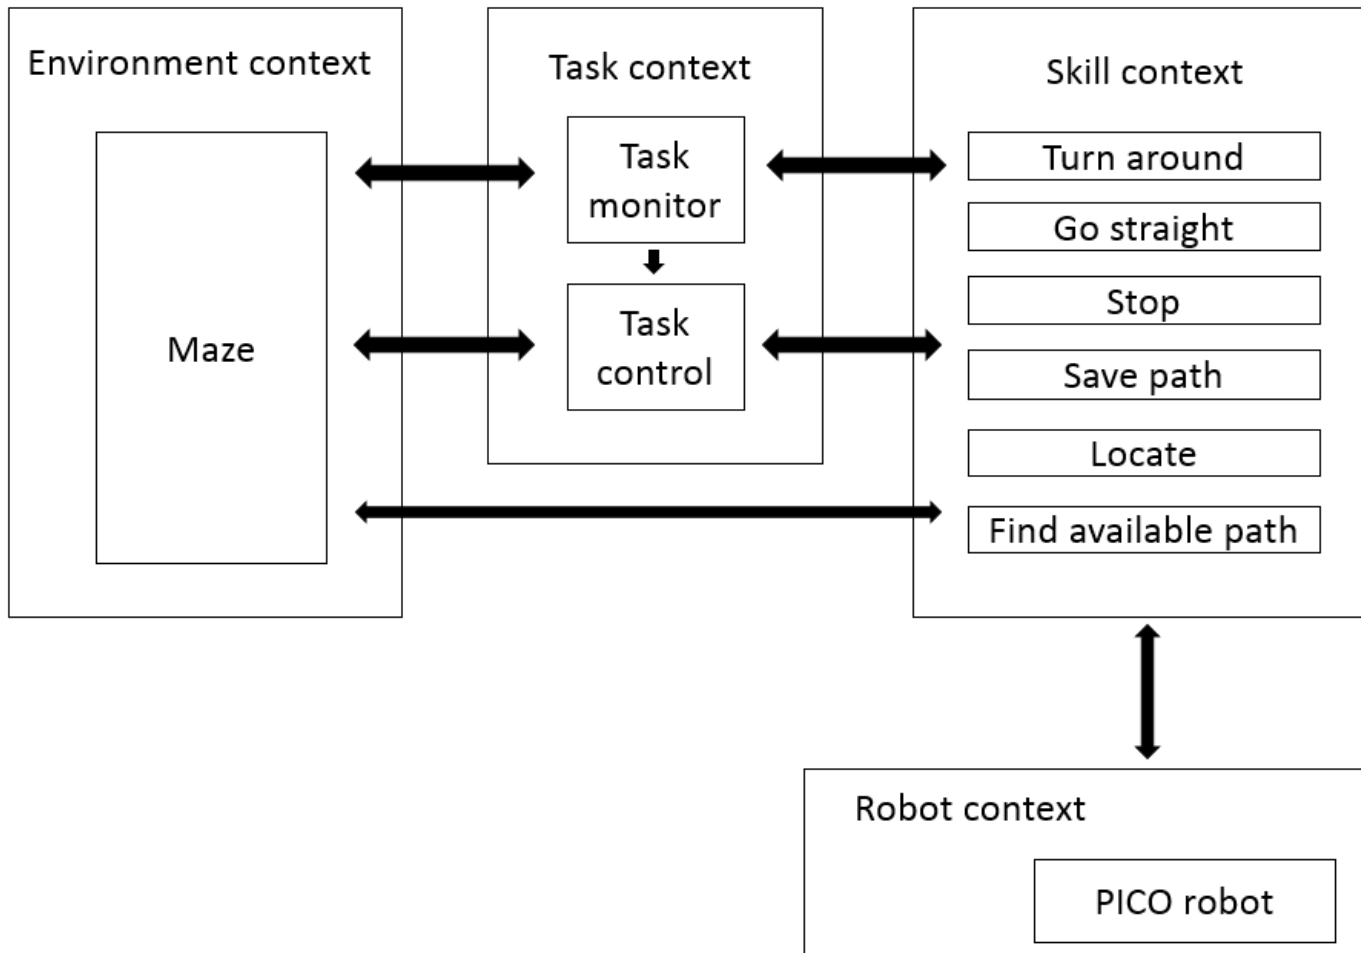 Environment context
Maze
Task context
Task
monitor
Task
control
Skill context
Turn around
Go straight
Stop
Save path
Locate
Find available path
Robot context
PICO robot